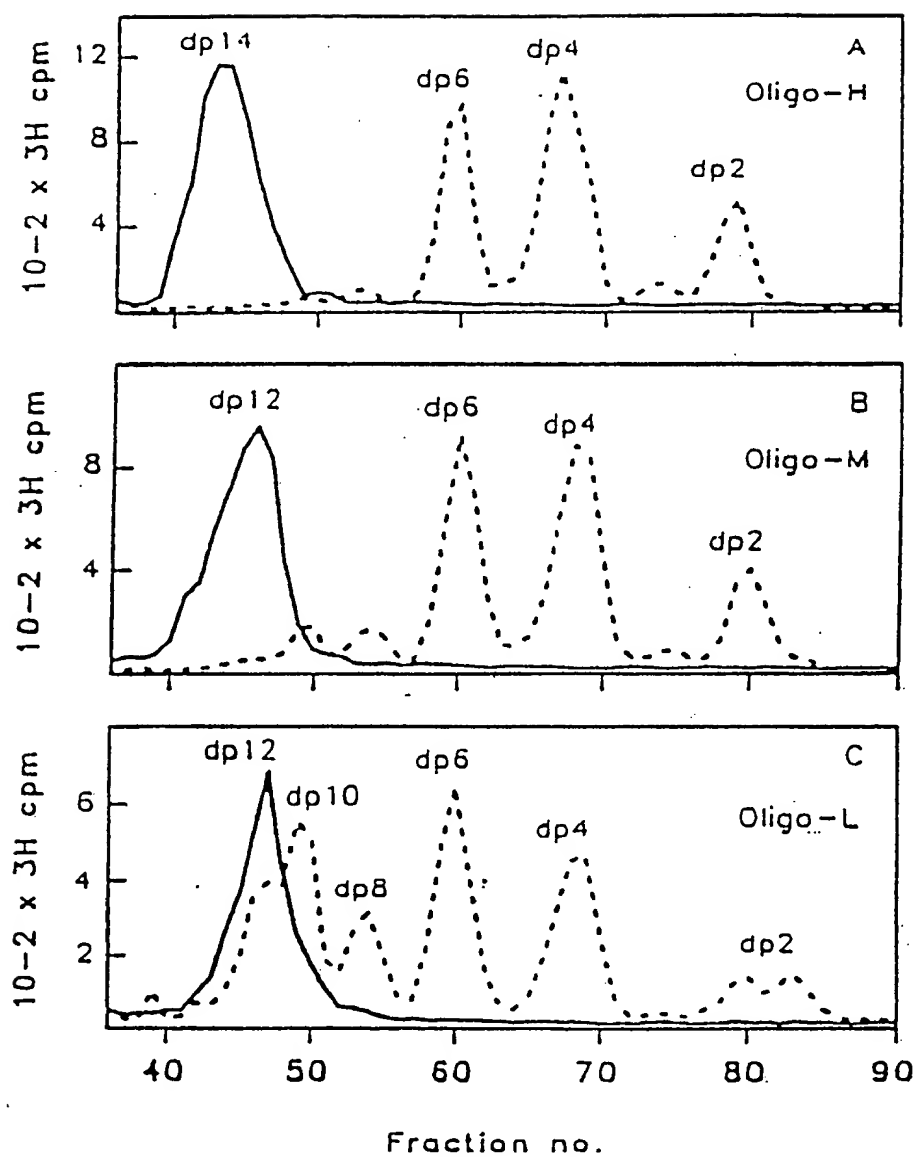 dp14
dp6
dp4
dp2
A
Oligo-H
12
8
4
10-2 x 3H cpm
dp12
dp6
dp4
dp2
B
Oligo-M
8
4
10-2 x 3H cpm
dp12
dp10
dp8
dp6
dp4
dp2
C
Oligo-L
6
4
2
10-2 x 3H cpm
40 50 60 70 80 90
Fraction no.